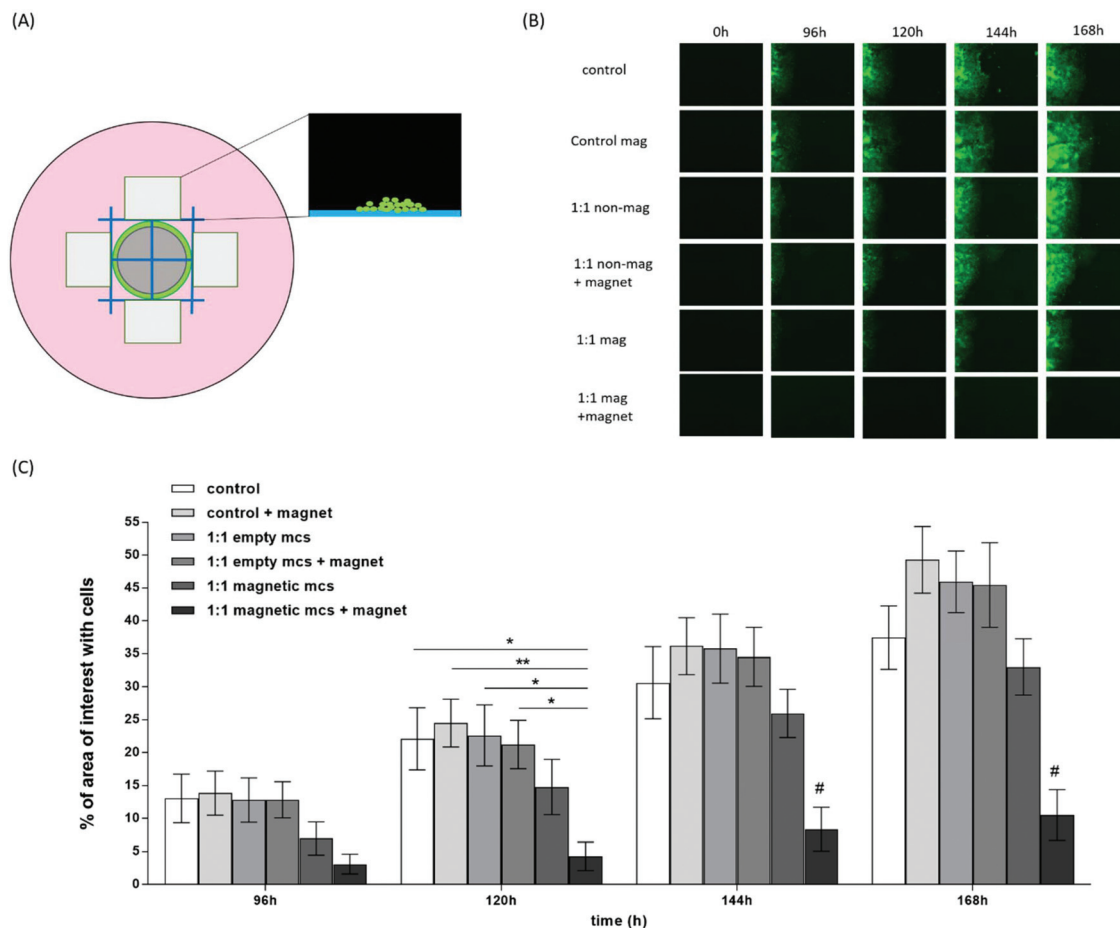 (A)
(B)
0h 96h 120h 144h 168h
control
Control mag
1:1 non-mag
1:1 non-mag
+ magnet
1:1 mag
1:1 mag
+magnet
(C)
control
control + magnet
1:1 empty mcs
1:1 empty mcs + magnet
1:1 magnetic mcs
1:1 magnetic mcs + magnet
% of area of interest with cells
55
50
45
40
35
30
25
20
15
10
5
0
*
**
*
*
#
#
96h 120h 144h 168h
time (h)